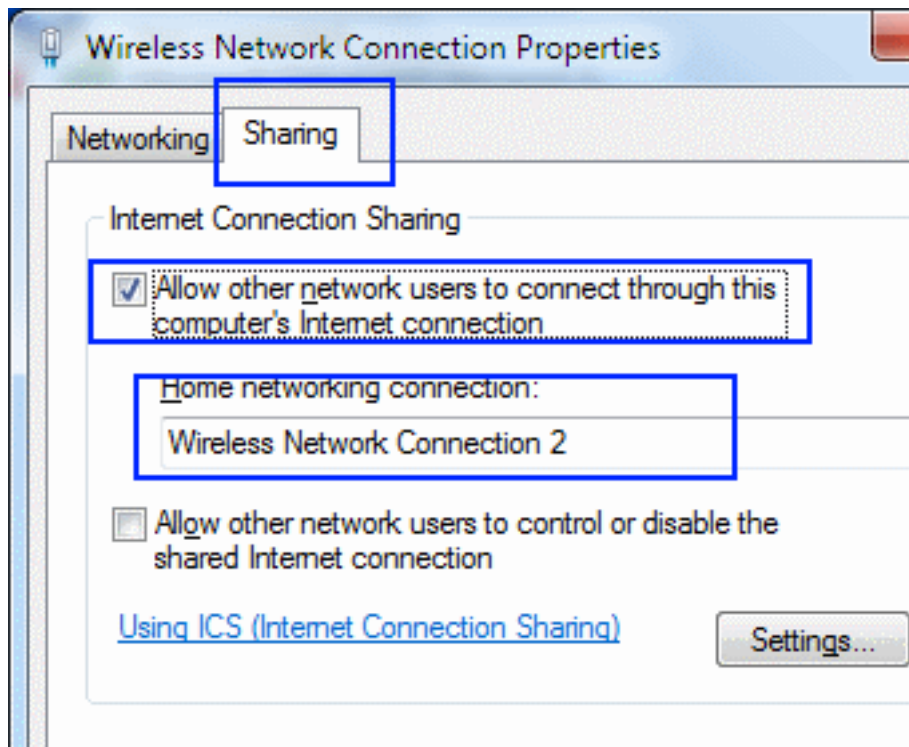 Wireless Network Connection Properties
Networking
Sharing
Internet Connection Sharing
Allow other network users to connect through this
computer's Internet connection
Home networking connection:
Wireless Network Connection 2
Allow other network users to control or disable the
shared Internet connection
Using ICS (Internet Connection Sharing)
Settings...